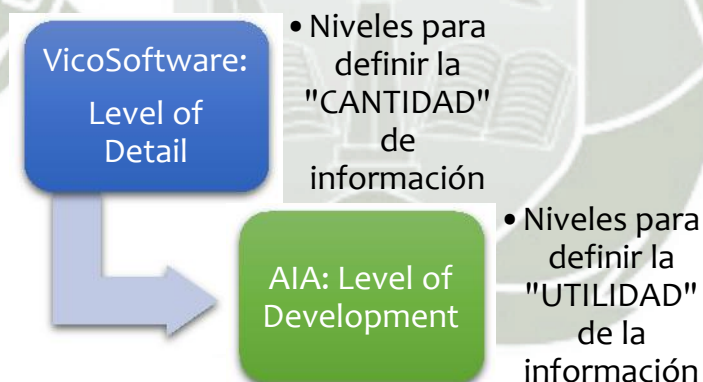 VicoSoftware:
Level of
Detail
• Niveles para
definir la
"CANTIDAD"
de
información
AIA: Level of
Development
• Niveles para
definir la
"UTILIDAD"
de la
información